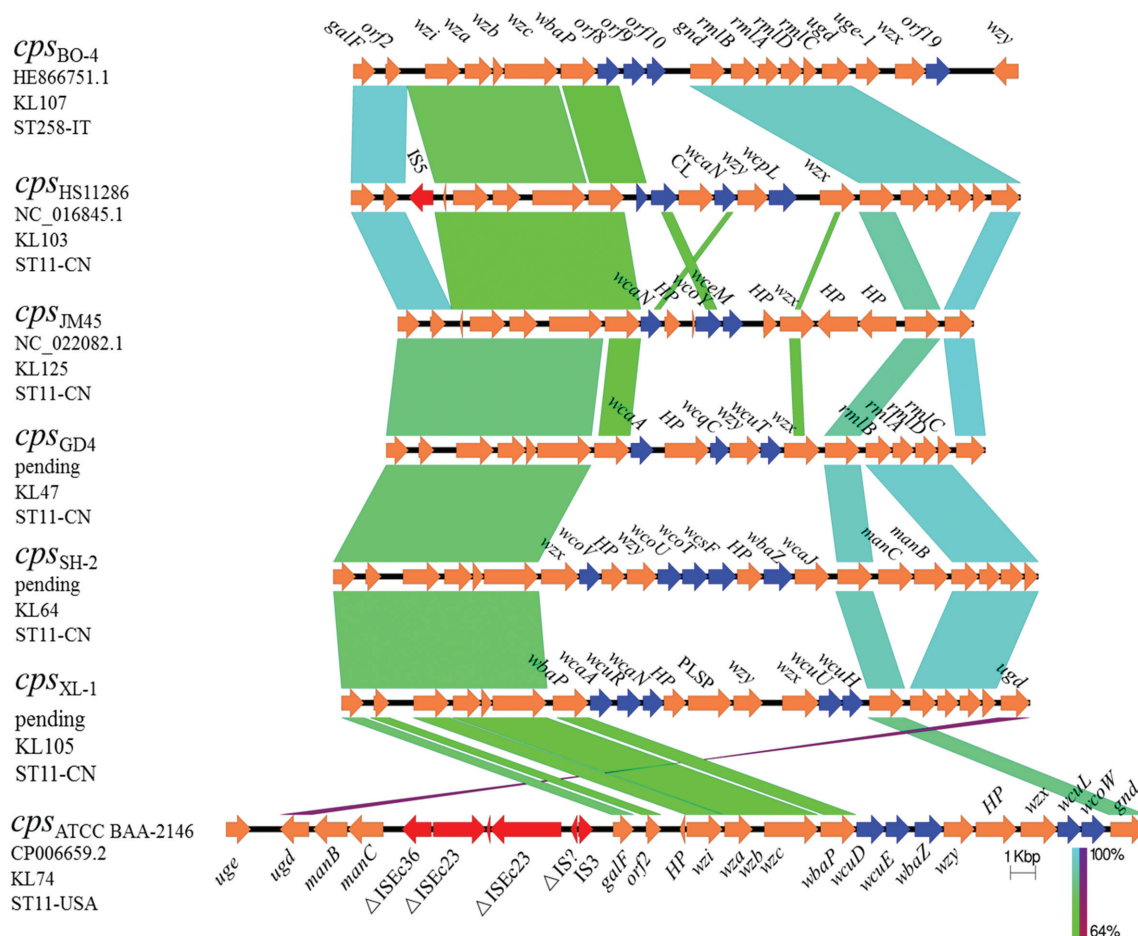 galF orf2 wzi wza wzb wzc wbaP orf8 orf9 orf10 gnd rmlB rmlA rmlD rmlC ugd uge-1 wzx orf19 wzy
cps BO-4
HE866751.1
KL107
ST258-IT
IS5 CL wcaN wzy wcpL wzx
cps HS11286
NC_016845.1
KL103
ST11-CN
wcaN HP wcoY wceM HP wzx HP HP
cps JM45
NC_022082.1
KL125
ST11-CN
wcaA HP wcqC wzy wcuT wzx rmlB rmlA rmlD rmlC
cps GD4
pending
KL47
ST11-CN
wzx wcoV HP wzy wcoU wcoT wcsF HP wbaZ wcaJ manC manB
cps SH-2
pending
KL64
ST11-CN
wbaP wcaA wcuR wcaN HP PLSP wzy wzx wcuU wcuH ugd
cps XL-1
pending
KL105
ST11-CN
HP wzx wcuL wcoW gnd
cps ATCC BAA-2146
CP006659.2
KL74
ST11-USA
uge ugd manB manC △ISEc36 △ISEc23 △ISEc23 △IS? IS3 galF orf2 HP wzi wza wzb wzc wbaP wcuD wcuE wbaZ wzy
1 Kbp
100%
64%